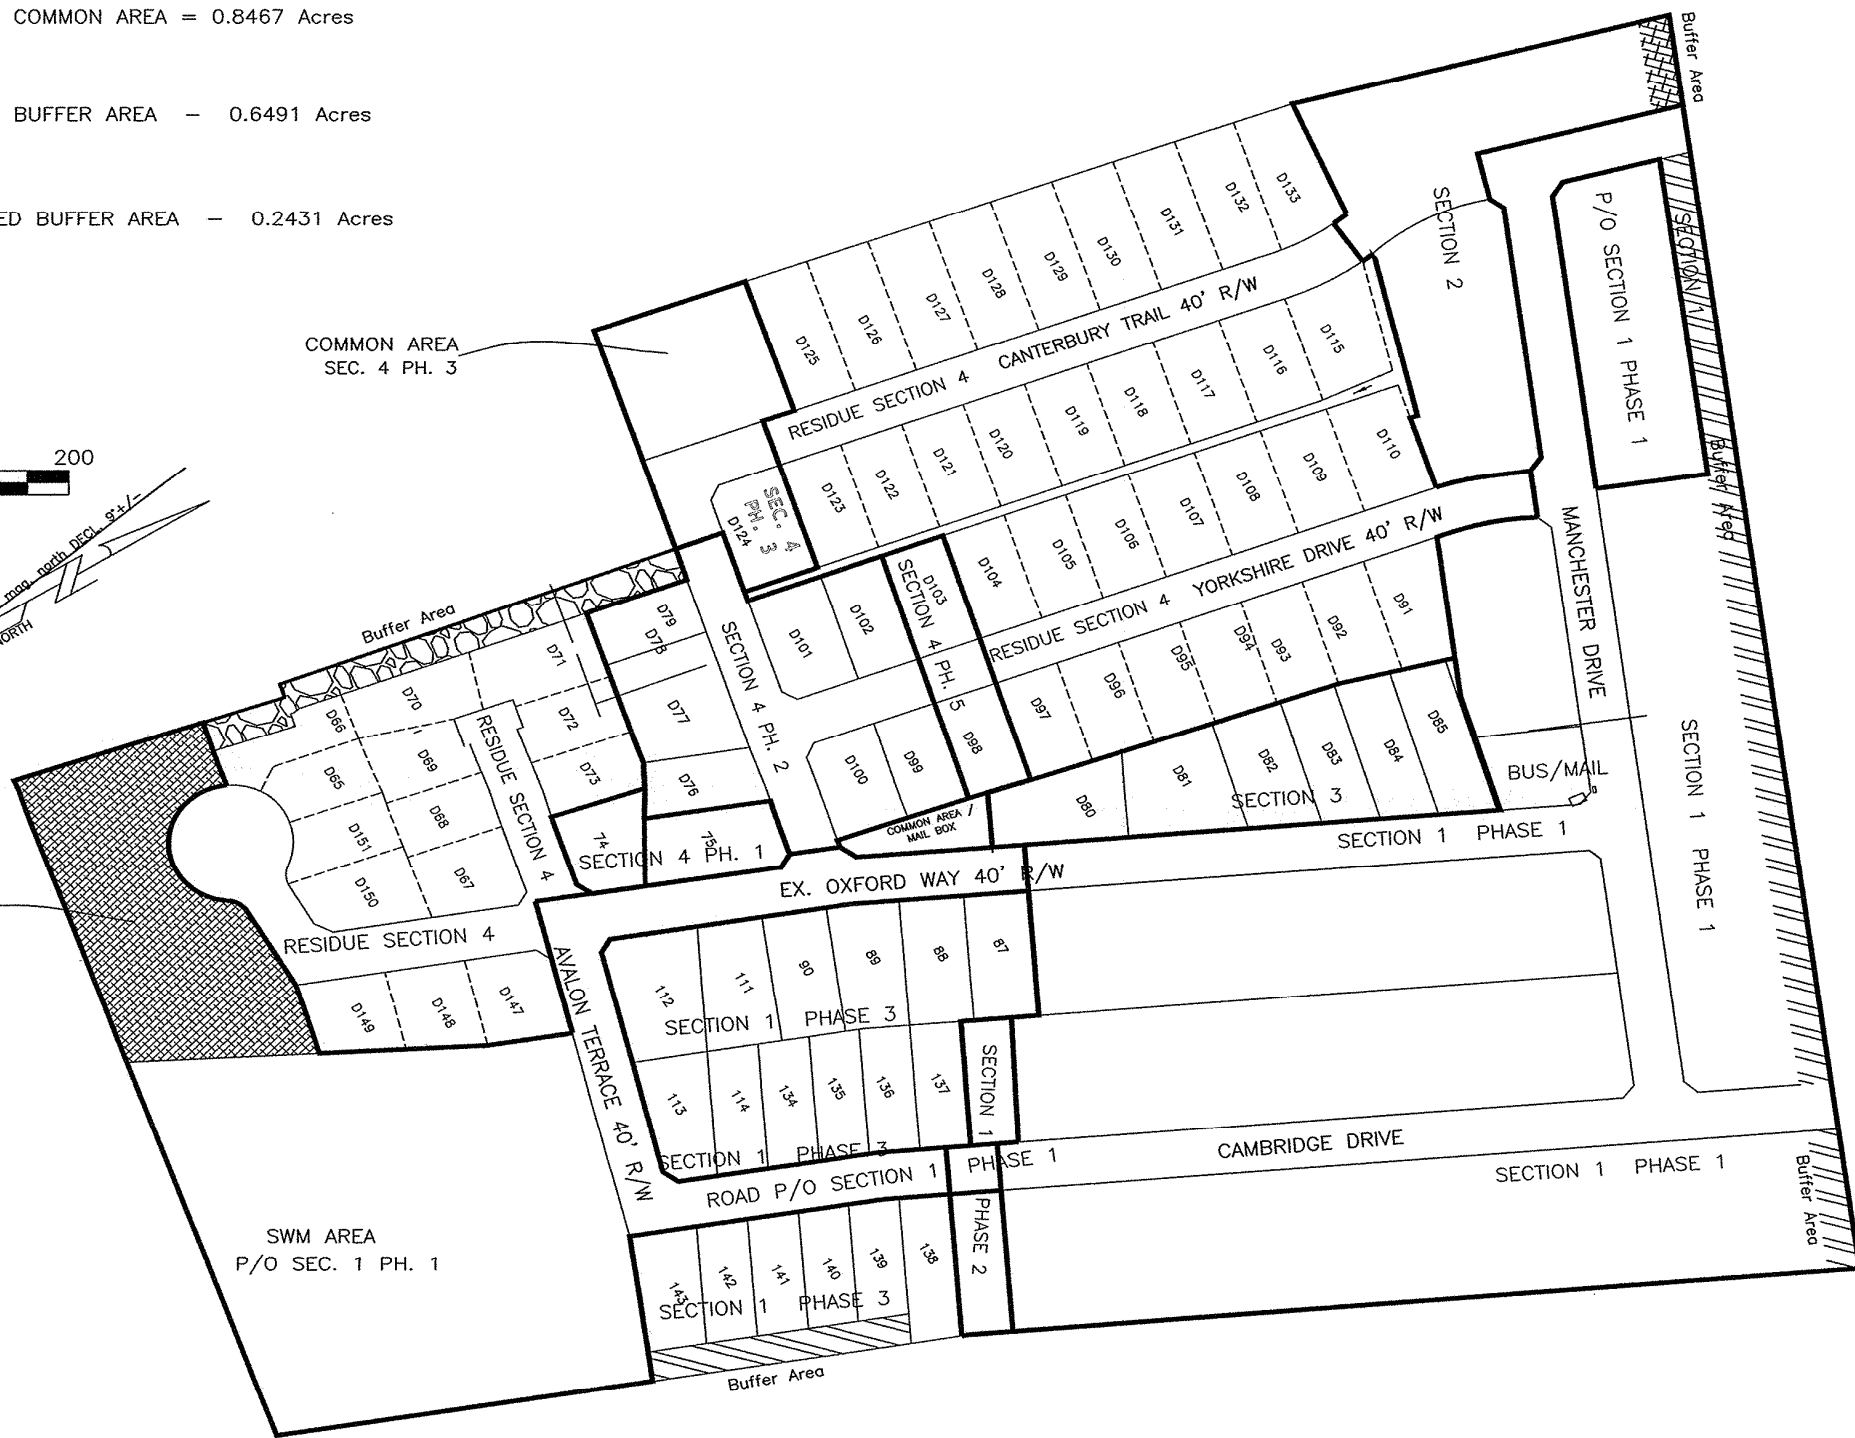 COMMON AREA = 0.8467 Acres
BUFFER AREA - 0.6491 Acres
ED BUFFER AREA - 0.2431 Acres
Buffer Area
COMMON AREA
SEC. 4 PH. 3
200
mag. north DECL. 9°+/-
NORTH
D125
D126
D127
D128
D129
D130
D131
D132
D133
SECTION 2
P/O SECTION 1 PHASE 1
SECTION 1
RESIDUE SECTION 4 CANTERBURY TRAIL 40' R/W
D124
SEC. 4
PH. 3
D123
D122
D121
D120
D119
D118
D117
D116
D115
D110
D109
D108
D107
D106
D105
D104
D103
SECTION 4 PH. 5
D102
D101
RESIDUE SECTION 4 YORKSHIRE DRIVE 40' R/W
MANCHESTER DRIVE
Buffer Area
Buffer Area
D79
D78
D77
D76
SECTION 4 PH. 2
D71
D70
D66
D72
D73
D69
D65
D68
D151
D67
D150
RESIDUE SECTION 4
D100
D99
D98
D97
D96
D95
D94
D93
D92
D91
D85
D84
D83
D82
D81
D80
SECTION 3
BUS/MAIL
COMMON AREA /
MAIL BOX
74
75
SECTION 4 PH. 1
SECTION 1 PHASE 1
SECTION 1 PHASE 1
EX. OXFORD WAY 40' R/W
RESIDUE SECTION 4
D149
D148
D147
AVALON TERRACE 40' R/W
112
111
90
89
88
87
SECTION 1 PHASE 3
113
114
134
135
136
137
SECTION 1 PHASE 3
SECTION 1
PHASE 2
ROAD P/O SECTION 1 PHASE 1
CAMBRIDGE DRIVE
SECTION 1 PHASE 1
Buffer Area
SWM AREA
P/O SEC. 1 PH. 1
143
142
141
140
139
138
SECTION 1 PHASE 3
Buffer Area